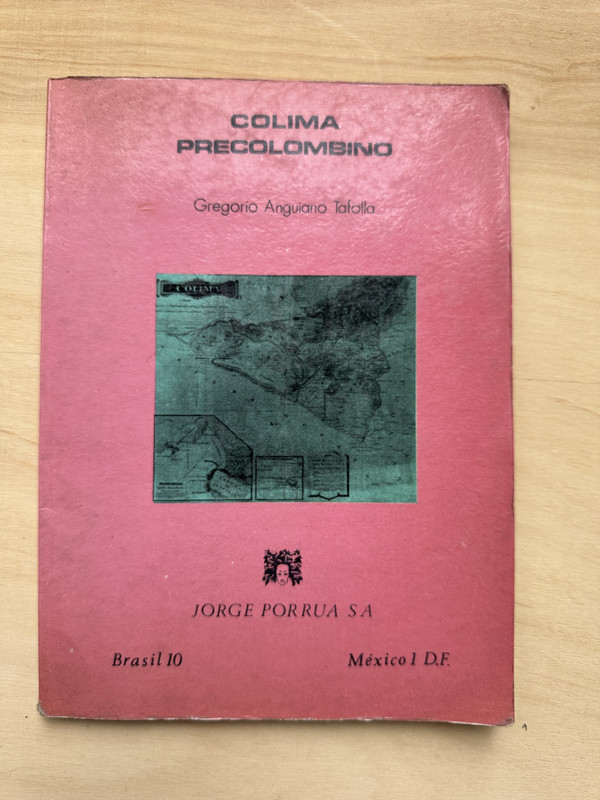 COLIMA
PRECOLOMBINO
Gregorio Anguiano Tafolla
COLIMA
JORGE PORRUA S A
Brasil 10
México 1 D.F.